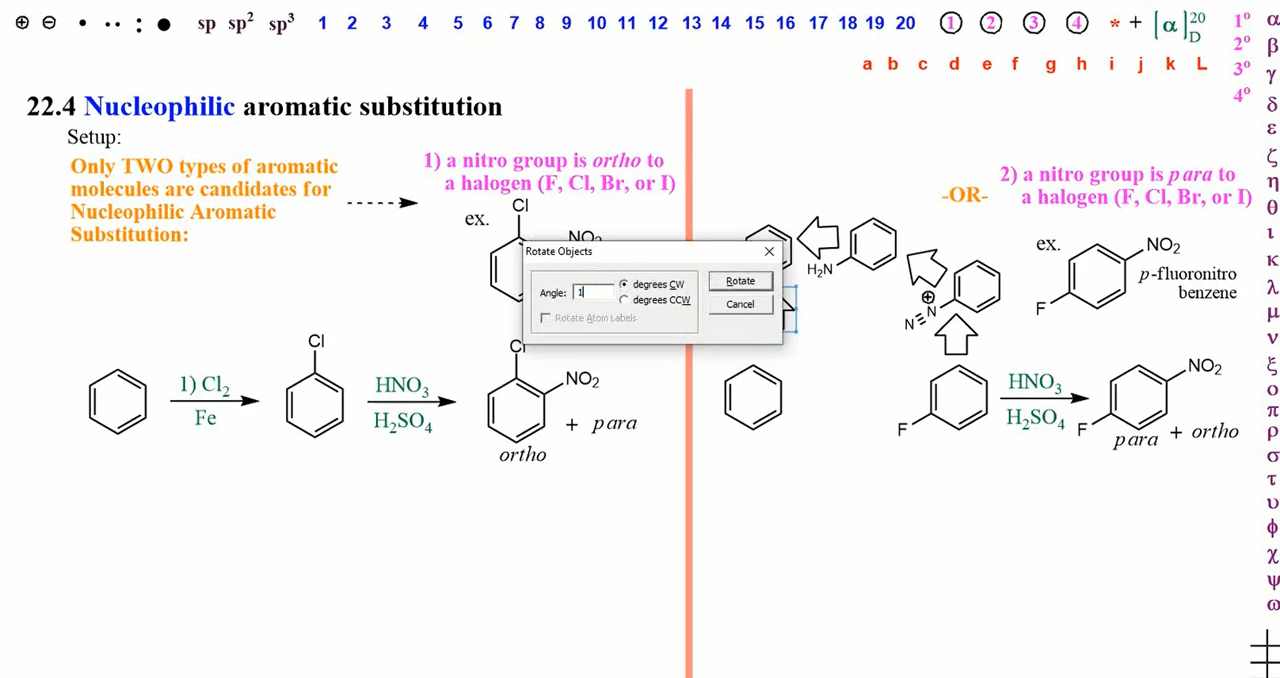 ⊕ ⊖ • •• : ● sp sp² sp³ 1 2 3 4 5 6 7 8 9 10 11 12 13 14 15 16 17 18 19 20 ① ② ③ ④ * + [α]²⁰D
1º
2º
3º
4º
a b c d e f g h i j k L
22.4 Nucleophilic aromatic substitution
Setup:
Only TWO types of aromatic
molecules are candidates for
Nucleophilic Aromatic
Substitution:
1) a nitro group is ortho to
a halogen (F, Cl, Br, or I)
ex.
Cl
NO₂
-OR-
2) a nitro group is para to
a halogen (F, Cl, Br, or I)
ex.
NO₂
F
p-fluoronitro
benzene
Rotate Objects
Angle: 1
degrees CW
degrees CCW
Rotate Atom Labels
Rotate
Cancel
H₂N
⊕
N≡N
1) Cl₂
Fe
Cl
HNO₃
H₂SO₄
Cl
NO₂
+ para
ortho
F
HNO₃
H₂SO₄
NO₂
F
para + ortho
α
β
γ
δ
ε
ζ
η
θ
ι
κ
λ
μ
ν
ξ
ο
π
ρ
σ
τ
υ
ϕ
χ
ψ
ω